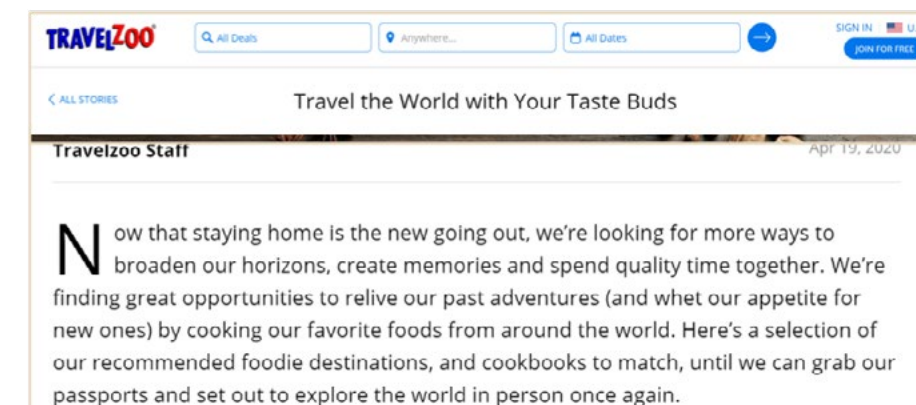 TRAVELZOO All Deals Anywhere... All Dates SIGN IN U.
JOIN FOR FREE
ALL STORIES Travel the World with Your Taste Buds
Travelzoo Staff Apr 19, 2020
Now that staying home is the new going out, we're looking for more ways to
broaden our horizons, create memories and spend quality time together. We're
finding great opportunities to relive our past adventures (and whet our appetite for
new ones) by cooking our favorite foods from around the world. Here's a selection of
our recommended foodie destinations, and cookbooks to match, until we can grab our
passports and set out to explore the world in person once again.